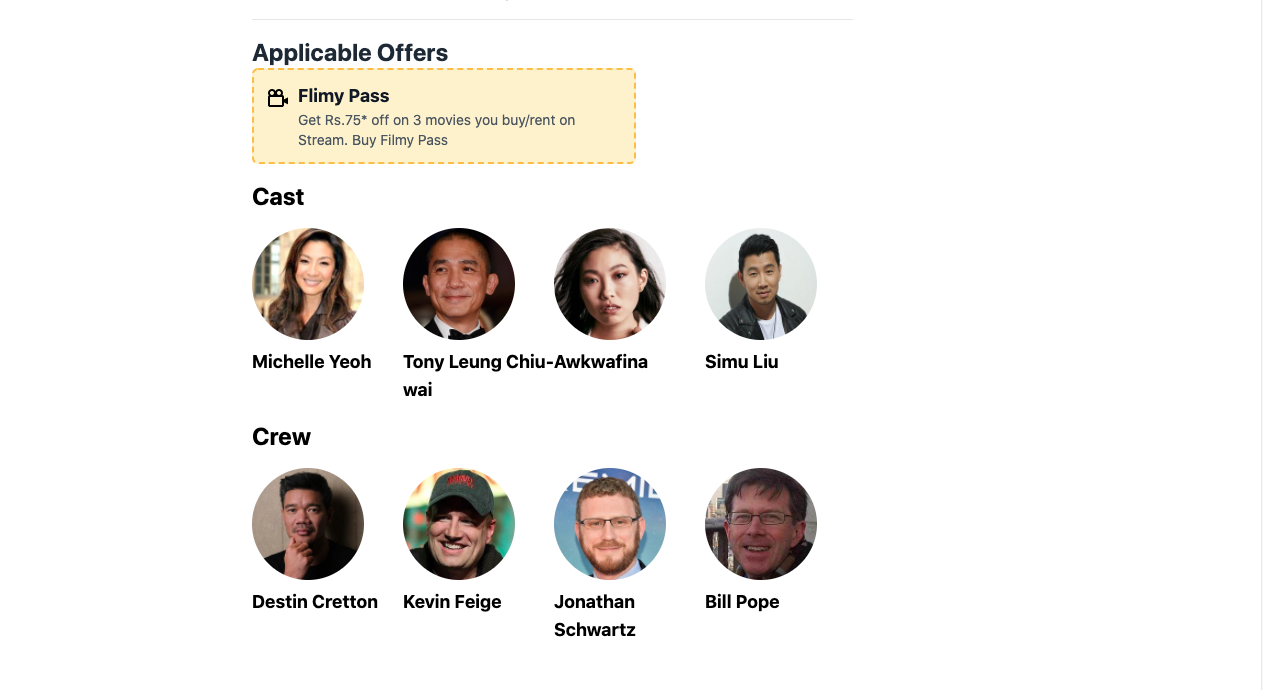 Applicable Offers
Flimy Pass
Get Rs.75* off on 3 movies you buy/rent on
Stream. Buy Filmy Pass
Cast
Michelle Yeoh
Tony Leung Chiu-
wai
Awkwafina
Simu Liu
Crew
Destin Cretton
Kevin Feige
Jonathan
Schwartz
Bill Pope